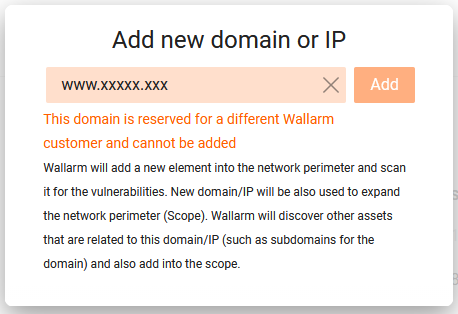 Add new domain or IP
www.xxxxx.xxx
Add
This domain is reserved for a different Wallarm
customer and cannot be added
Wallarm will add a new element into the network perimeter and scan
it for the vulnerabilities. New domain/IP will be also used to expand
the network perimeter (Scope). Wallarm will discover other assets
that are related to this domain/IP (such as subdomains for the
domain) and also add into the scope.